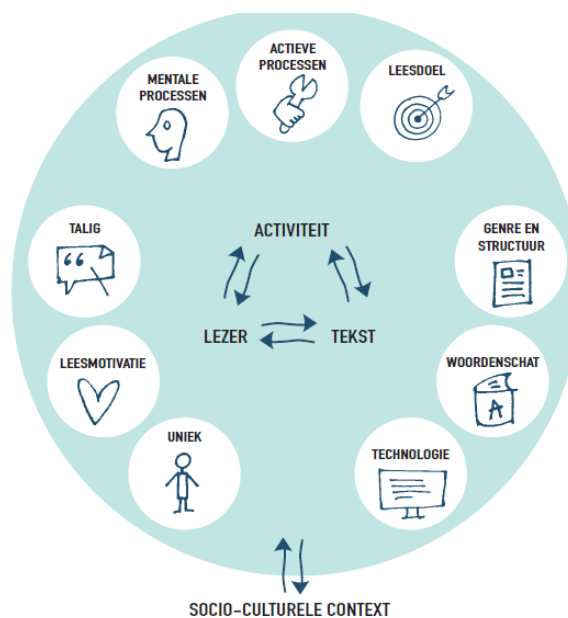 ACTIEVE
PROCESSEN
MENTALE
PROCESSEN
LEESDOEL
TALIG
ACTIVITEIT
GENRE EN
STRUCTUUR
LEZER
TEKST
LEESMOTIVATIE
WOORDENSCHAT
A
UNIEK
TECHNOLOGIE
SOCIO-CULTURELE CONTEXT